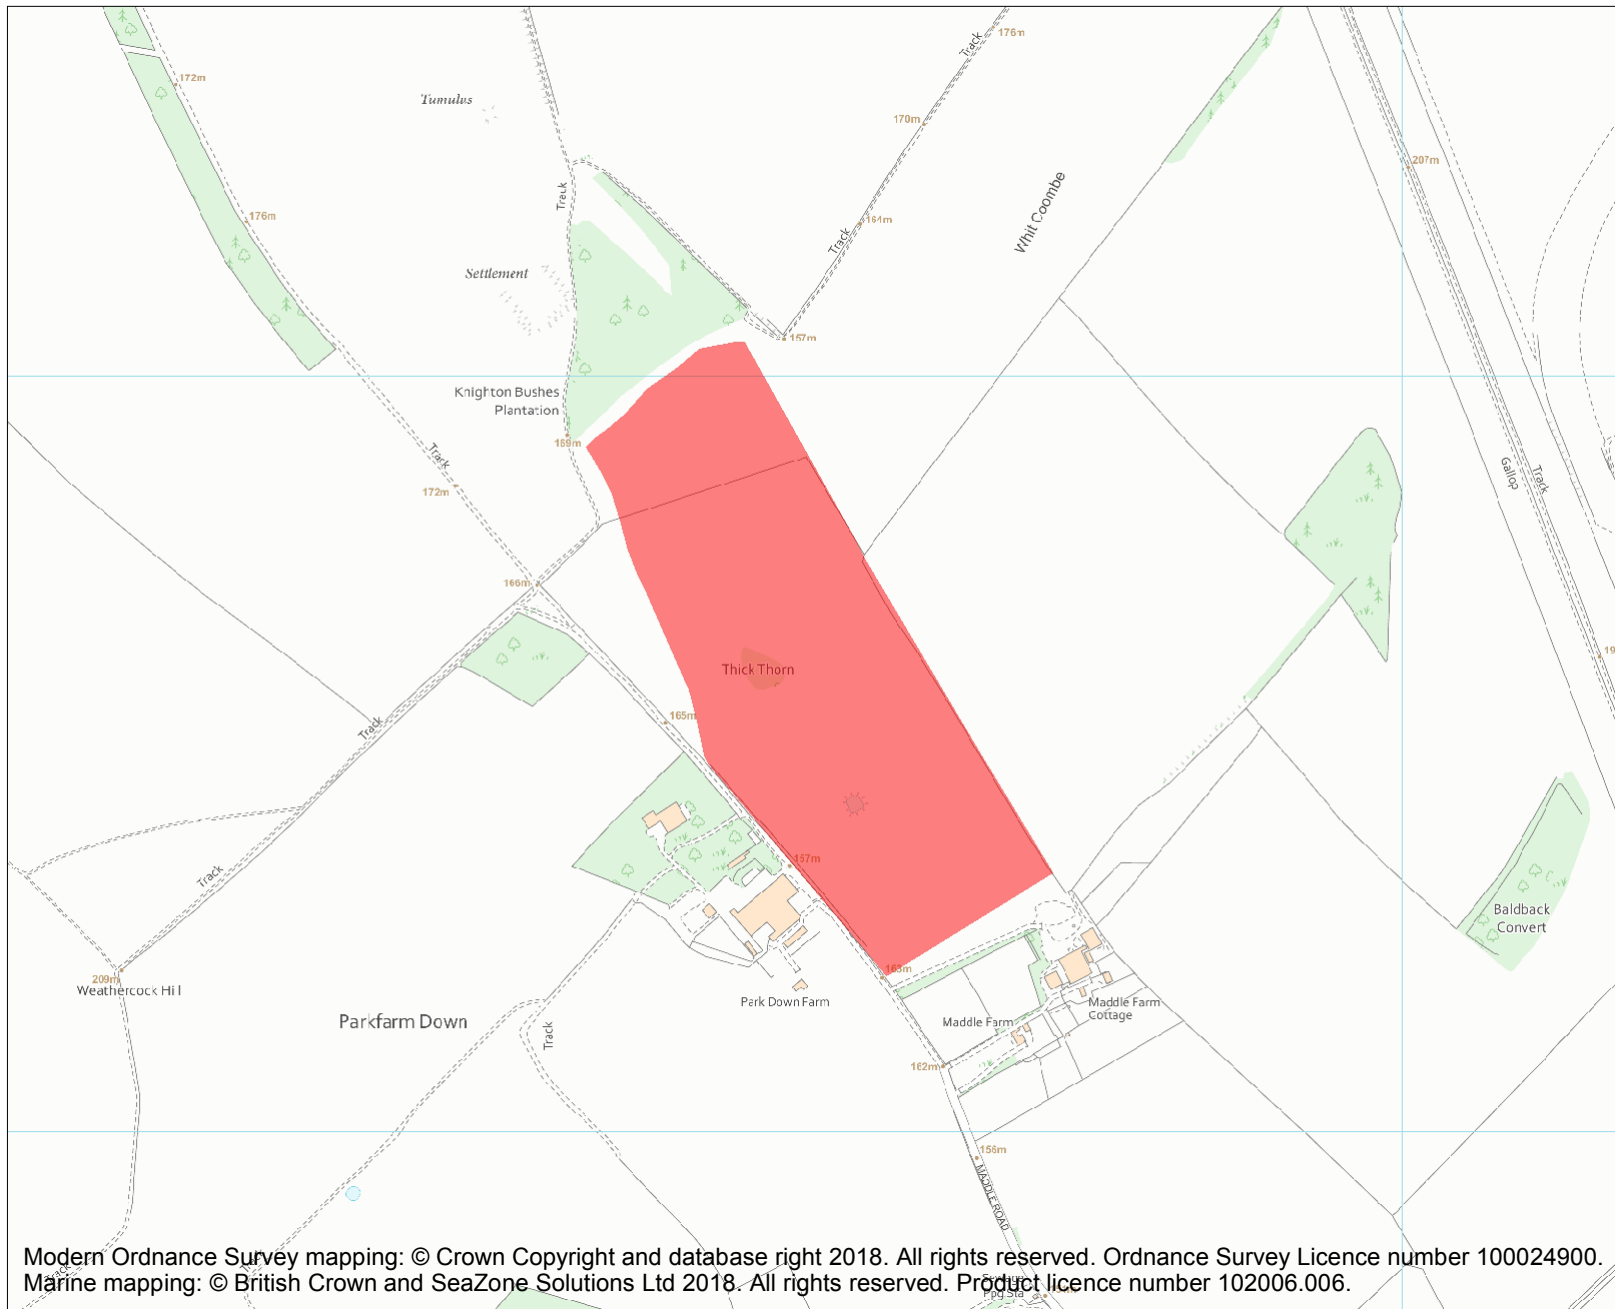 176m
Track
172m
Tumulus
170m
207m
Track
Whit Coombe
176m
164m
Track
Settlement
157m
Knighton Bushes
Plantation
169m
Track
172m
Gallop
Track
166m
Thick Thorn
165m
Track
157m
Track
Baldback
Convert
163m
209m
Weathercock Hill
Park Down Farm
Maddle Farm
Cottage
Parkfarm Down
Maddle Farm
Track
162m
156m
MADDLE ROAD
Track
Track
Modern Ordnance Survey mapping: © Crown Copyright and database right 2018. All rights reserved. Ordnance Survey Licence number 100024900.
Marine mapping: © British Crown and SeaZone Solutions Ltd 2018. All rights reserved. Product licence number 102006.006.
Ppg Sta